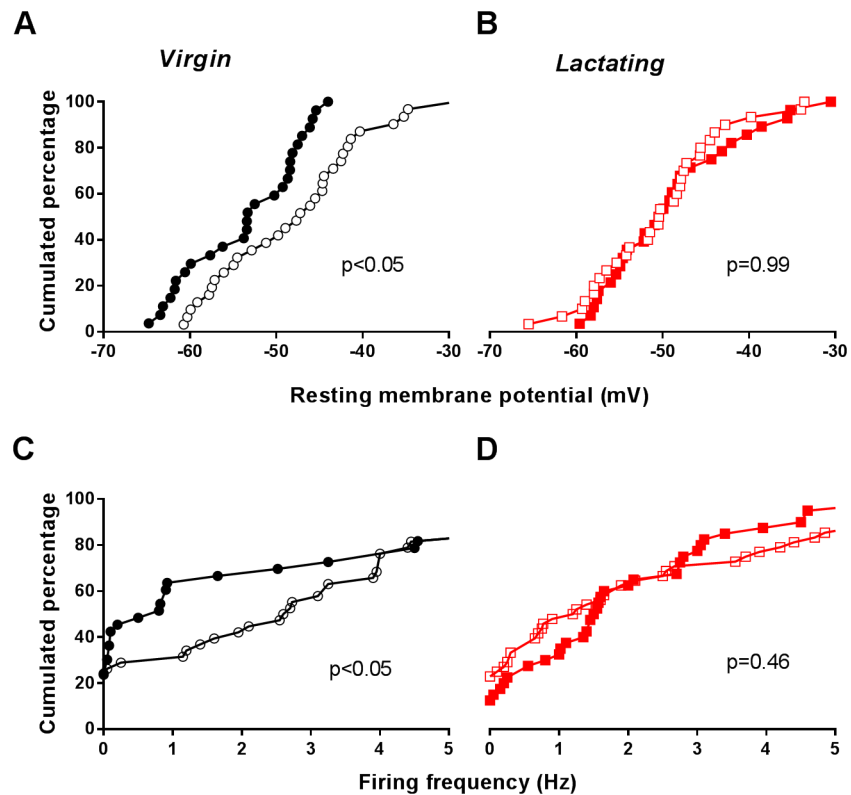 A
B
Virgin
Lactating
Cumulated percentage
100
80
60
40
20
0
p<0.05
p=0.99
-70
-60
-50
-40
-30
-70
-60
-50
-40
-30
Resting membrane potential (mV)
C
D
Cumulated percentage
100
80
60
40
20
0
p<0.05
p=0.46
0
1
2
3
4
5
0
1
2
3
4
5
Firing frequency (Hz)